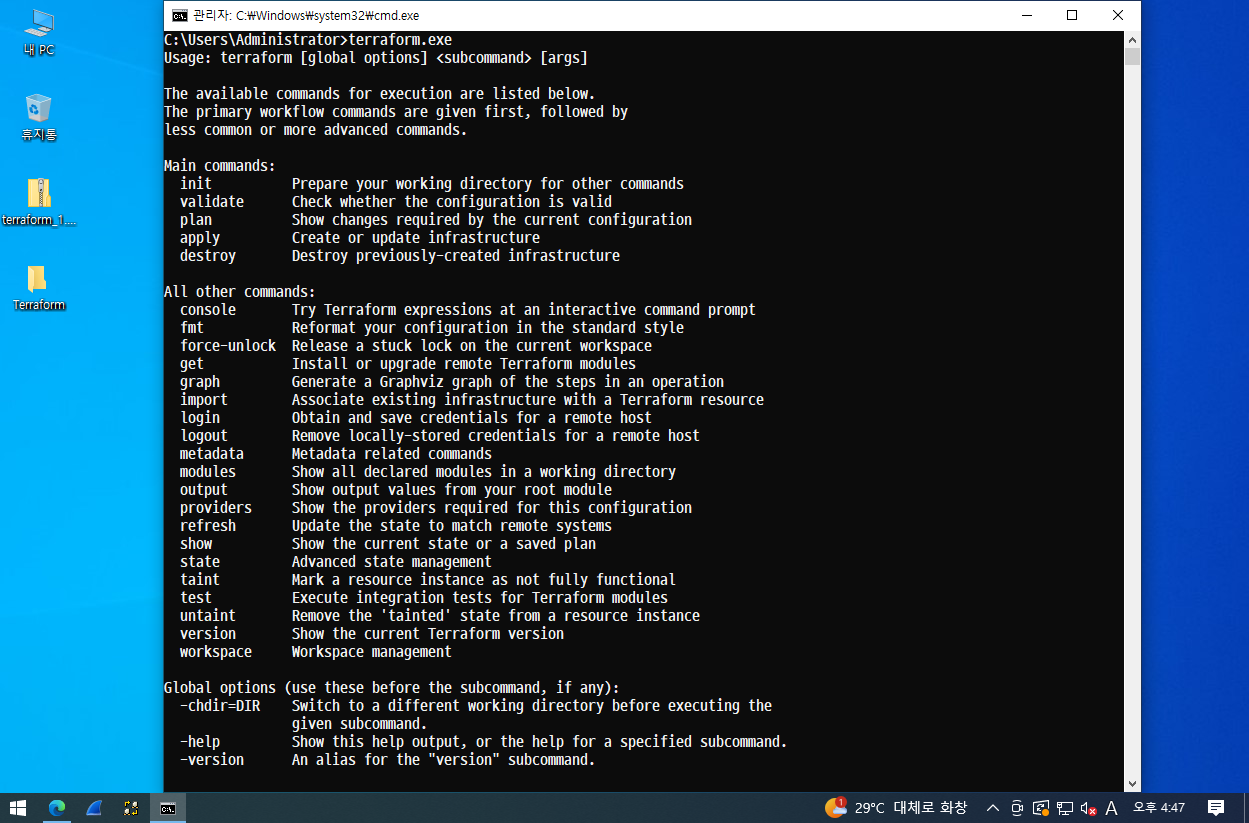 내 PC
휴지통
terraform_1....
Terraform
관리자: C:\Windows\system32\cmd.exe
C:\Users\Administrator>terraform.exe
Usage: terraform [global options] <subcommand> [args]
The available commands for execution are listed below.
The primary workflow commands are given first, followed by
less common or more advanced commands.
Main commands:
  init          Prepare your working directory for other commands
  validate      Check whether the configuration is valid
  plan          Show changes required by the current configuration
  apply         Create or update infrastructure
  destroy       Destroy previously-created infrastructure
All other commands:
  console       Try Terraform expressions at an interactive command prompt
  fmt           Reformat your configuration in the standard style
  force-unlock  Release a stuck lock on the current workspace
  get           Install or upgrade remote Terraform modules
  graph         Generate a Graphviz graph of the steps in an operation
  import        Associate existing infrastructure with a Terraform resource
  login         Obtain and save credentials for a remote host
  logout        Remove locally-stored credentials for a remote host
  metadata      Metadata related commands
  modules       Show all declared modules in a working directory
  output        Show output values from your root module
  providers     Show the providers required for this configuration
  refresh       Update the state to match remote systems
  show          Show the current state or a saved plan
  state         Advanced state management
  taint         Mark a resource instance as not fully functional
  test          Execute integration tests for Terraform modules
  untaint       Remove the 'tainted' state from a resource instance
  version       Show the current Terraform version
  workspace     Workspace management
Global options (use these before the subcommand, if any):
  -chdir=DIR    Switch to a different working directory before executing the
                given subcommand.
  -help         Show this help output, or the help for a specified subcommand.
  -version      An alias for the "version" subcommand.
1 29°C 대체로 화창 A 오후 4:47